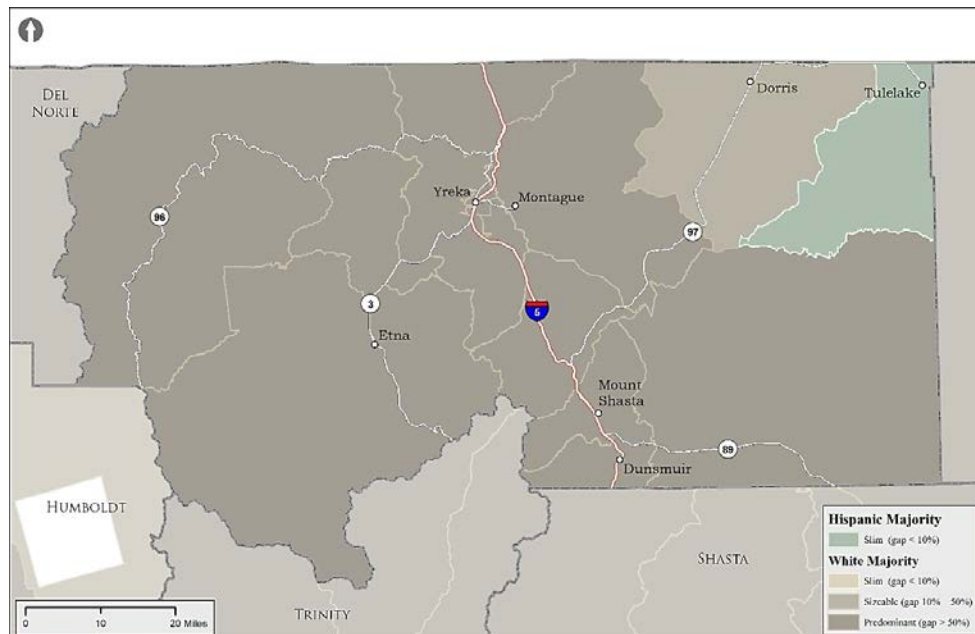 DEL
NORTE
Dorris
Tulelake
Yreka
Montague
96
97
3
5
Etna
Mount
Shasta
89
Dunsmuir
HUMBOLDT
TRINITY
SHASTA
Hispanic Majority
Slim (gap < 10%)
White Majority
Slim (gap < 10%)
Sizeable (gap 10% - 50%)
Predominant (gap > 50%)
0 10 20 Miles